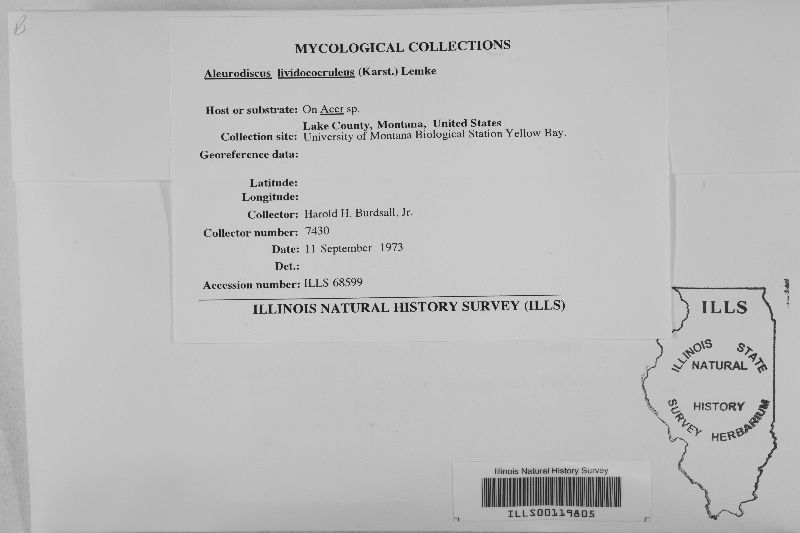 B
MYCOLOGICAL COLLECTIONS
Aleurodiscus lividocoeruleus (Karst.) Lemke
Host or substrate: On Acer sp.
Lake County, Montana, United States
Collection site: University of Montana Biological Station Yellow Bay.
Georeference data:
Latitude:
Longitude:
Collector: Harold H. Burdsall, Jr.
Collector number: 7430
Date: 11 September 1973
Det.:
Accession number: ILLS 68599
ILLINOIS NATURAL HISTORY SURVEY (ILLS)
ILLS
ILLINOIS STATE
NATURAL
HISTORY
SURVEY HERBARIUM
Illinois Natural History Survey
ILLS00119805